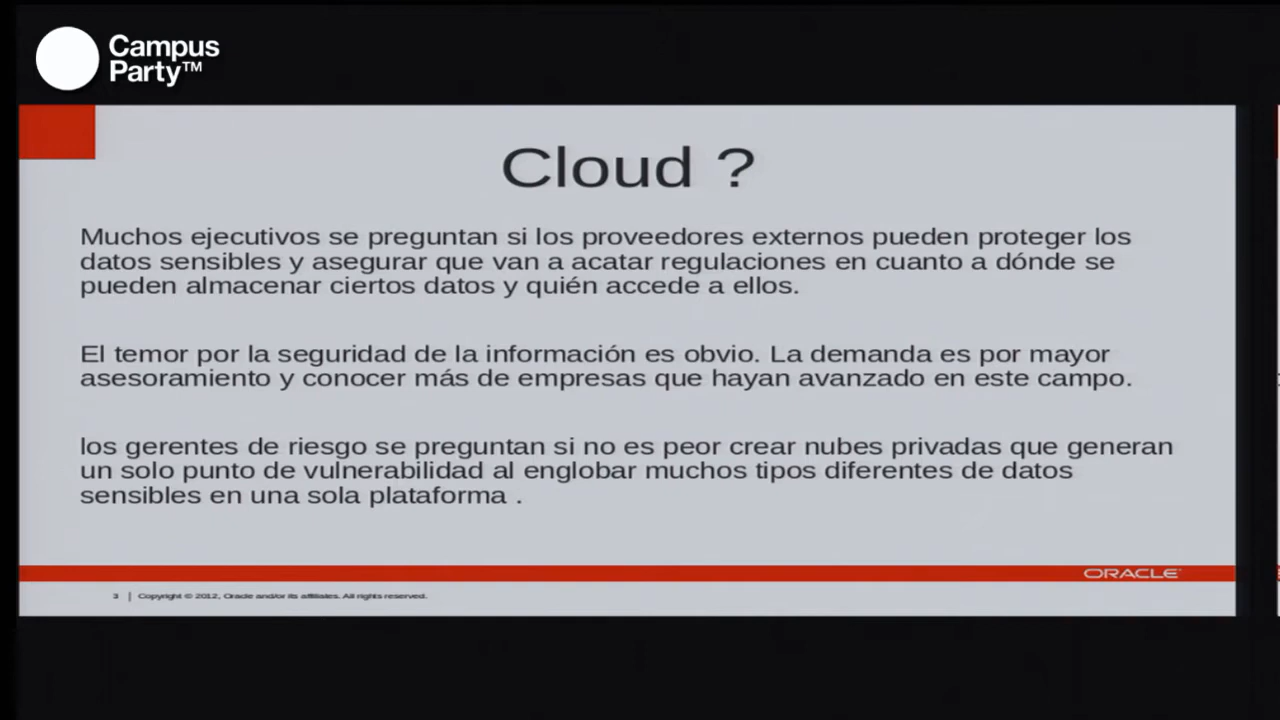 Campus
Party™
Cloud ?
Muchos ejecutivos se preguntan si los proveedores externos pueden proteger los
datos sensibles y asegurar que van a acatar regulaciones en cuanto a dónde se
pueden almacenar ciertos datos y quién accede a ellos.
El temor por la seguridad de la información es obvio. La demanda es por mayor
asesoramiento y conocer más de empresas que hayan avanzado en este campo.
los gerentes de riesgo se preguntan si no es peor crear nubes privadas que generan
un solo punto de vulnerabilidad al englobar muchos tipos diferentes de datos
sensibles en una sola plataforma .
ORACLE
3 | Copyright © 2012, Oracle and/or its affiliates. All rights reserved.